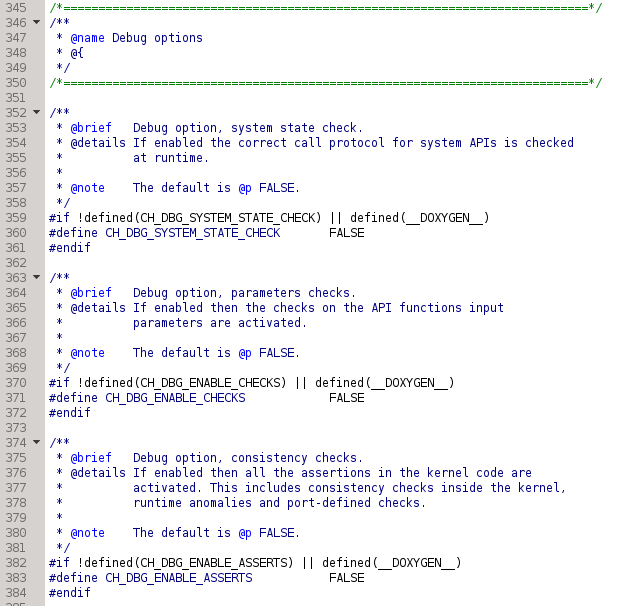 345 /*===========================================================================*/
346 /**
347  * @name Debug options
348  * @{
349  */
350 /*===========================================================================*/
351
352 /**
353  * @brief   Debug option, system state check.
354  * @details If enabled the correct call protocol for system APIs is checked
355  *          at runtime.
356  *
357  * @note    The default is @p FALSE.
358  */
359 #if !defined(CH_DBG_SYSTEM_STATE_CHECK) || defined(__DOXYGEN__)
360 #define CH_DBG_SYSTEM_STATE_CHECK       FALSE
361 #endif
362
363 /**
364  * @brief   Debug option, parameters checks.
365  * @details If enabled then the checks on the API functions input
366  *          parameters are activated.
367  *
368  * @note    The default is @p FALSE.
369  */
370 #if !defined(CH_DBG_ENABLE_CHECKS) || defined(__DOXYGEN__)
371 #define CH_DBG_ENABLE_CHECKS            FALSE
372 #endif
373
374 /**
375  * @brief   Debug option, consistency checks.
376  * @details If enabled then all the assertions in the kernel code are
377  *          activated. This includes consistency checks inside the kernel,
378  *          runtime anomalies and port-defined checks.
379  *
380  * @note    The default is @p FALSE.
381  */
382 #if !defined(CH_DBG_ENABLE_ASSERTS) || defined(__DOXYGEN__)
383 #define CH_DBG_ENABLE_ASSERTS           FALSE
384 #endif